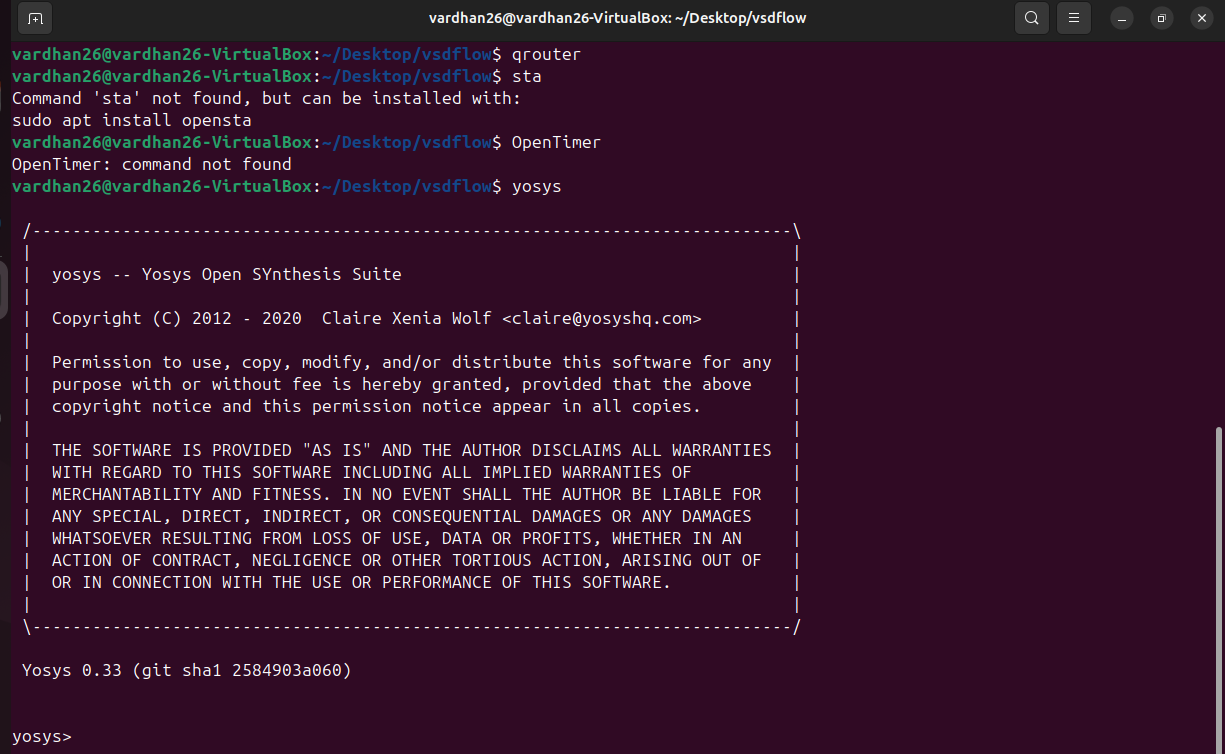 vardhan26@vardhan26-VirtualBox: ~/Desktop/vsdflow
vardhan26@vardhan26-VirtualBox:~/Desktop/vsdflow$ qrouter
vardhan26@vardhan26-VirtualBox:~/Desktop/vsdflow$ sta
Command 'sta' not found, but can be installed with:
sudo apt install opensta
vardhan26@vardhan26-VirtualBox:~/Desktop/vsdflow$ OpenTimer
OpenTimer: command not found
vardhan26@vardhan26-VirtualBox:~/Desktop/vsdflow$ yosys
/----------------------------------------------------------------------------\
|                                                                            |
|  yosys -- Yosys Open SYnthesis Suite                                       |
|                                                                            |
|  Copyright (C) 2012 - 2020  Claire Xenia Wolf <claire@yosyshq.com>         |
|                                                                            |
|  Permission to use, copy, modify, and/or distribute this software for any  |
|  purpose with or without fee is hereby granted, provided that the above    |
|  copyright notice and this permission notice appear in all copies.         |
|                                                                            |
|  THE SOFTWARE IS PROVIDED "AS IS" AND THE AUTHOR DISCLAIMS ALL WARRANTIES  |
|  WITH REGARD TO THIS SOFTWARE INCLUDING ALL IMPLIED WARRANTIES OF          |
|  MERCHANTABILITY AND FITNESS. IN NO EVENT SHALL THE AUTHOR BE LIABLE FOR   |
|  ANY SPECIAL, DIRECT, INDIRECT, OR CONSEQUENTIAL DAMAGES OR ANY DAMAGES    |
|  WHATSOEVER RESULTING FROM LOSS OF USE, DATA OR PROFITS, WHETHER IN AN     |
|  ACTION OF CONTRACT, NEGLIGENCE OR OTHER TORTIOUS ACTION, ARISING OUT OF   |
|  OR IN CONNECTION WITH THE USE OR PERFORMANCE OF THIS SOFTWARE.            |
|                                                                            |
\----------------------------------------------------------------------------/
Yosys 0.33 (git sha1 2584903a060)
yosys>